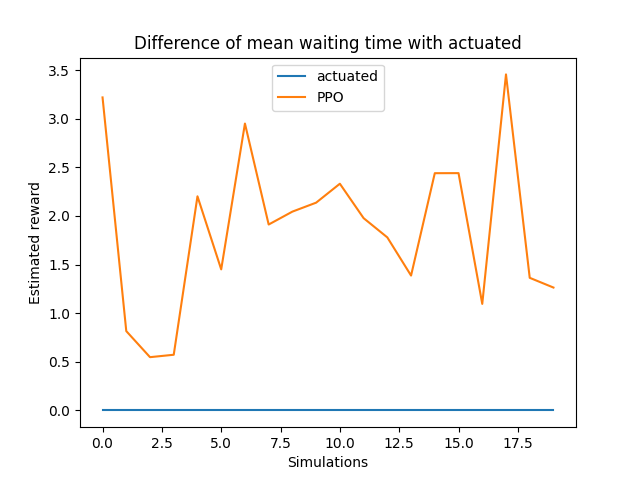 Difference of mean waiting time with actuated
actuated
PPO
3.5
3.0
2.5
2.0
1.5
1.0
0.5
0.0
Estimated reward
0.0 2.5 5.0 7.5 10.0 12.5 15.0 17.5
Simulations